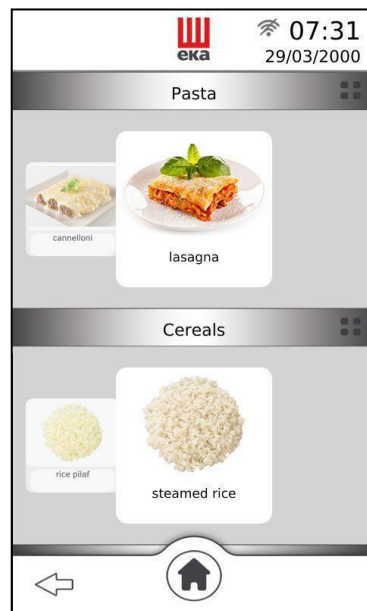 eka
07:31
29/03/2000
Pasta
cannelloni
lasagna
Cereals
rice pilaf
steamed rice